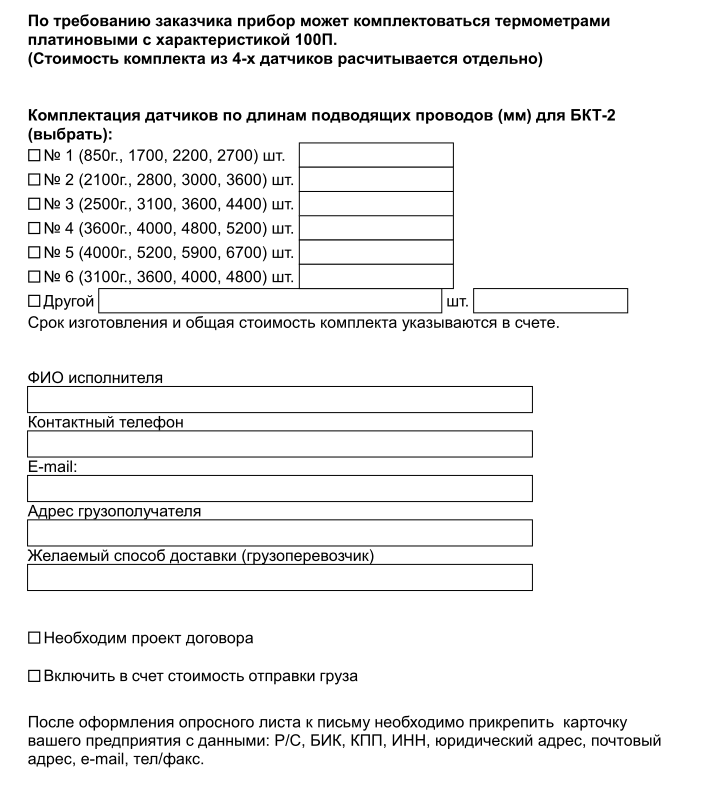 По требованию заказчика прибор может комплектоваться термометрами
платиновыми с характеристикой 100П.
(Стоимость комплекта из 4-х датчиков расчитывается отдельно)
Комплектация датчиков по длинам подводящих проводов (мм) для БКТ-2
(выбрать):
№ 1 (850г., 1700, 2200, 2700) шт.
№ 2 (2100г., 2800, 3000, 3600) шт.
№ 3 (2500г., 3100, 3600, 4400) шт.
№ 4 (3600г., 4000, 4800, 5200) шт.
№ 5 (4000г., 5200, 5900, 6700) шт.
№ 6 (3100г., 3600, 4000, 4800) шт.
Другой шт.
Срок изготовления и общая стоимость комплекта указываются в счете.
ФИО исполнителя
Контактный телефон
E-mail:
Адрес грузополучателя
Желаемый способ доставки (грузоперевозчик)
Необходим проект договора
Включить в счет стоимость отправки груза
После оформления опросного листа к письму необходимо прикрепить карточку
вашего предприятия с данными: Р/С, БИК, КПП, ИНН, юридический адрес, почтовый
адрес, e-mail, тел/факс.